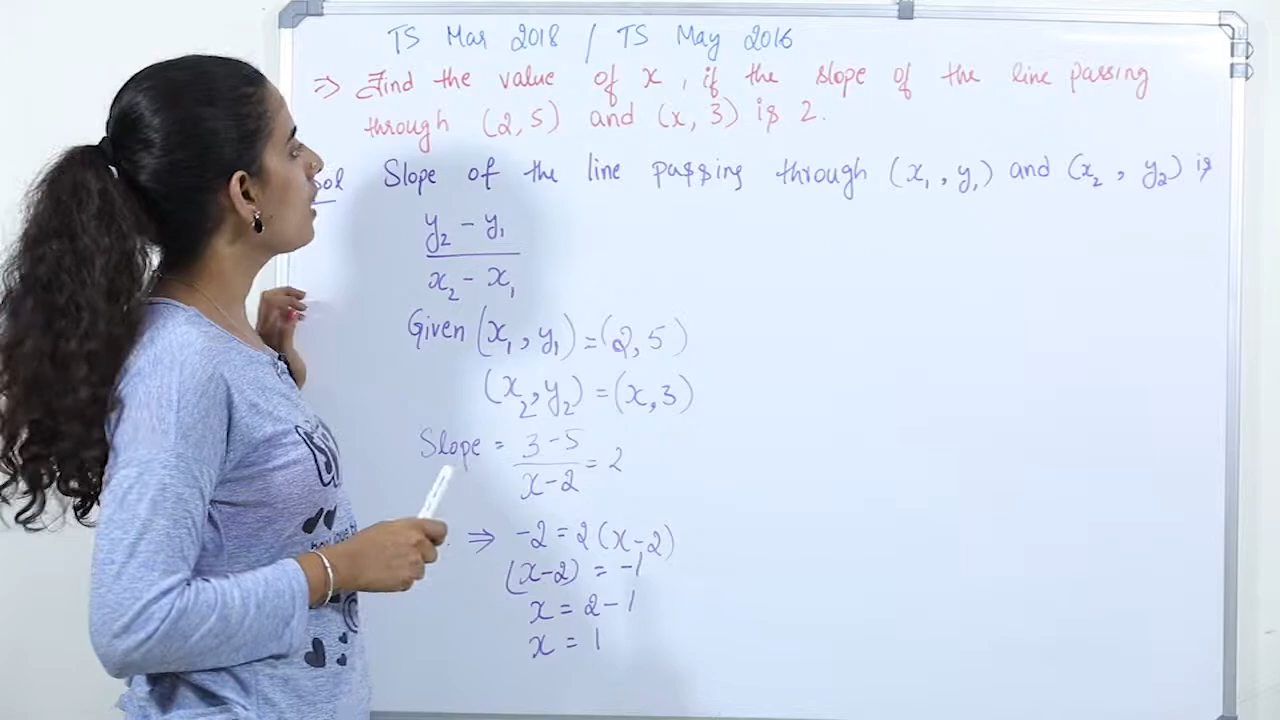 TS Mar 2018 / TS May 2016
⇒ Find the value of x, if the slope of the line passing
through (2, 5) and (x, 3) is 2.
Sol Slope of the line passing through (x₁, y₁) and (x₂, y₂) is
y₂ - y₁
x₂ - x₁
Given (x₁, y₁) = (2, 5)
(x₂, y₂) = (x, 3)
Slope = 3 - 5 / x - 2 = 2
⇒ -2 = 2 (x - 2)
(x - 2) = -1
x = 2 - 1
x = 1